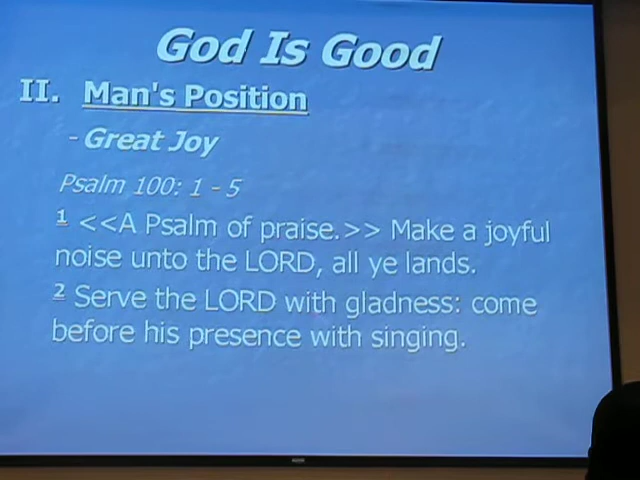 God Is Good
II. Man's Position
- Great Joy
Psalm 100: 1 - 5
1 <<A Psalm of praise.>> Make a joyful
noise unto the LORD, all ye lands.
2 Serve the LORD with gladness: come
before his presence with singing.